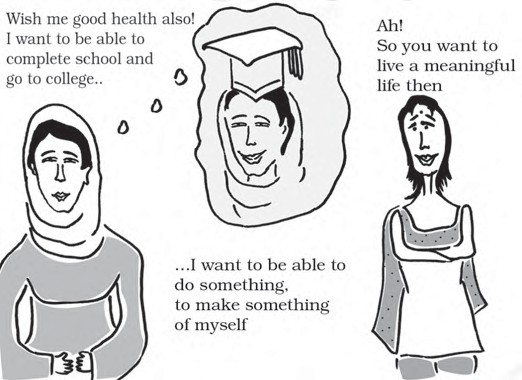 Wish me good health also!
I want to be able to
complete school and
go to college..
Ah!
So you want to
live a meaningful
life then
...I want to be able to
do something,
to make something
of myself